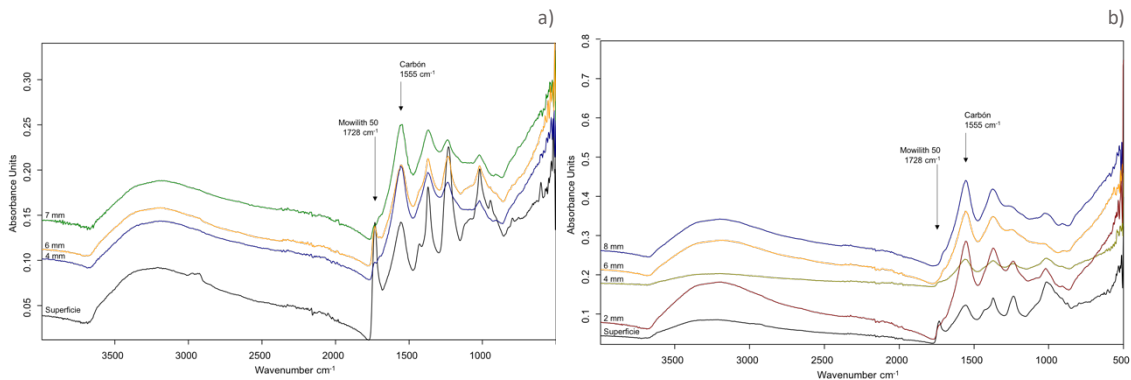 a)
Carbón
1555 cm-1
Mowilith 50
1728 cm-1
7 mm
6 mm
4 mm
Superficie
Absorbance Units
0.05 0.10 0.15 0.20 0.25 0.30
3500 3000 2500 2000 1500 1000
Wavenumber cm-1
b)
Carbón
1555 cm-1
Mowilith 50
1728 cm-1
8 mm
6 mm
4 mm
2 mm
Superficie
Absorbance Units
0.1 0.2 0.3 0.4 0.5 0.6 0.7 0.8
3500 3000 2500 2000 1500 1000 500
Wavenumber cm-1